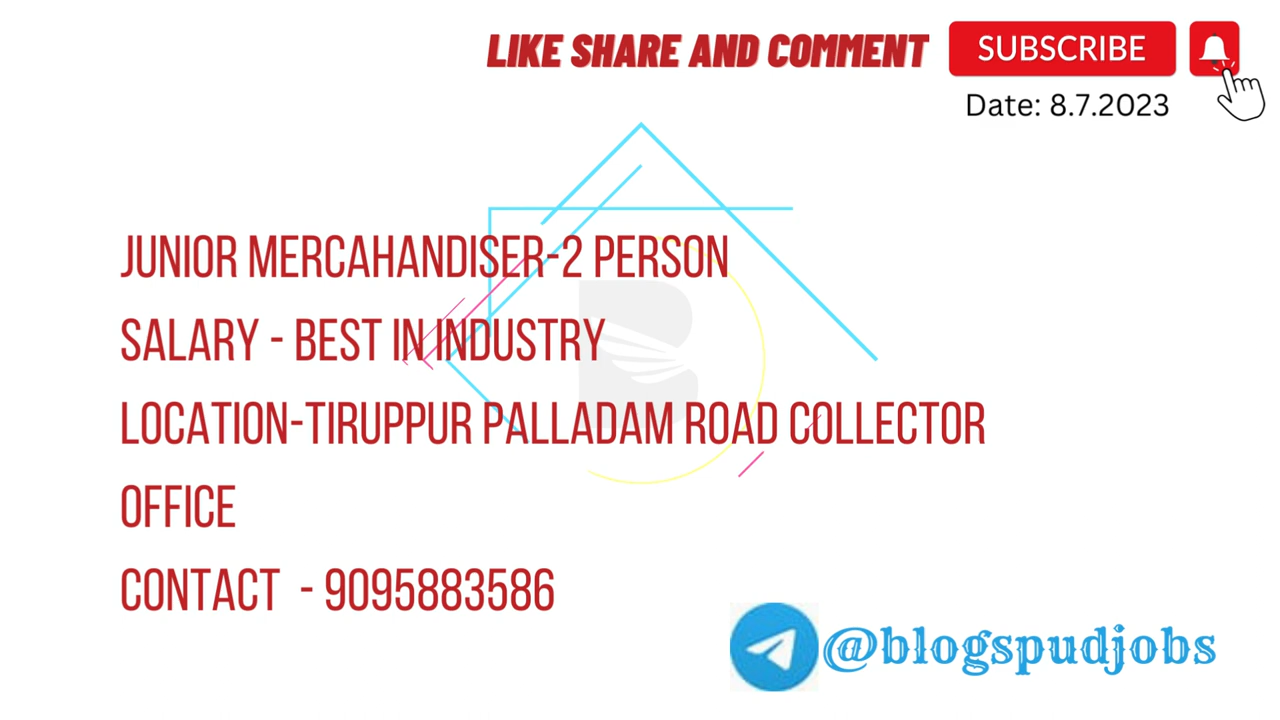 LIKE SHARE AND COMMENT
SUBSCRIBE
Date: 8.7.2023
JUNIOR MERCAHANDISER-2 PERSON
SALARY - BEST IN INDUSTRY
LOCATION-TIRUPPUR PALLADAM ROAD COLLECTOR
OFFICE
CONTACT - 9095883586
@blogspudjobs